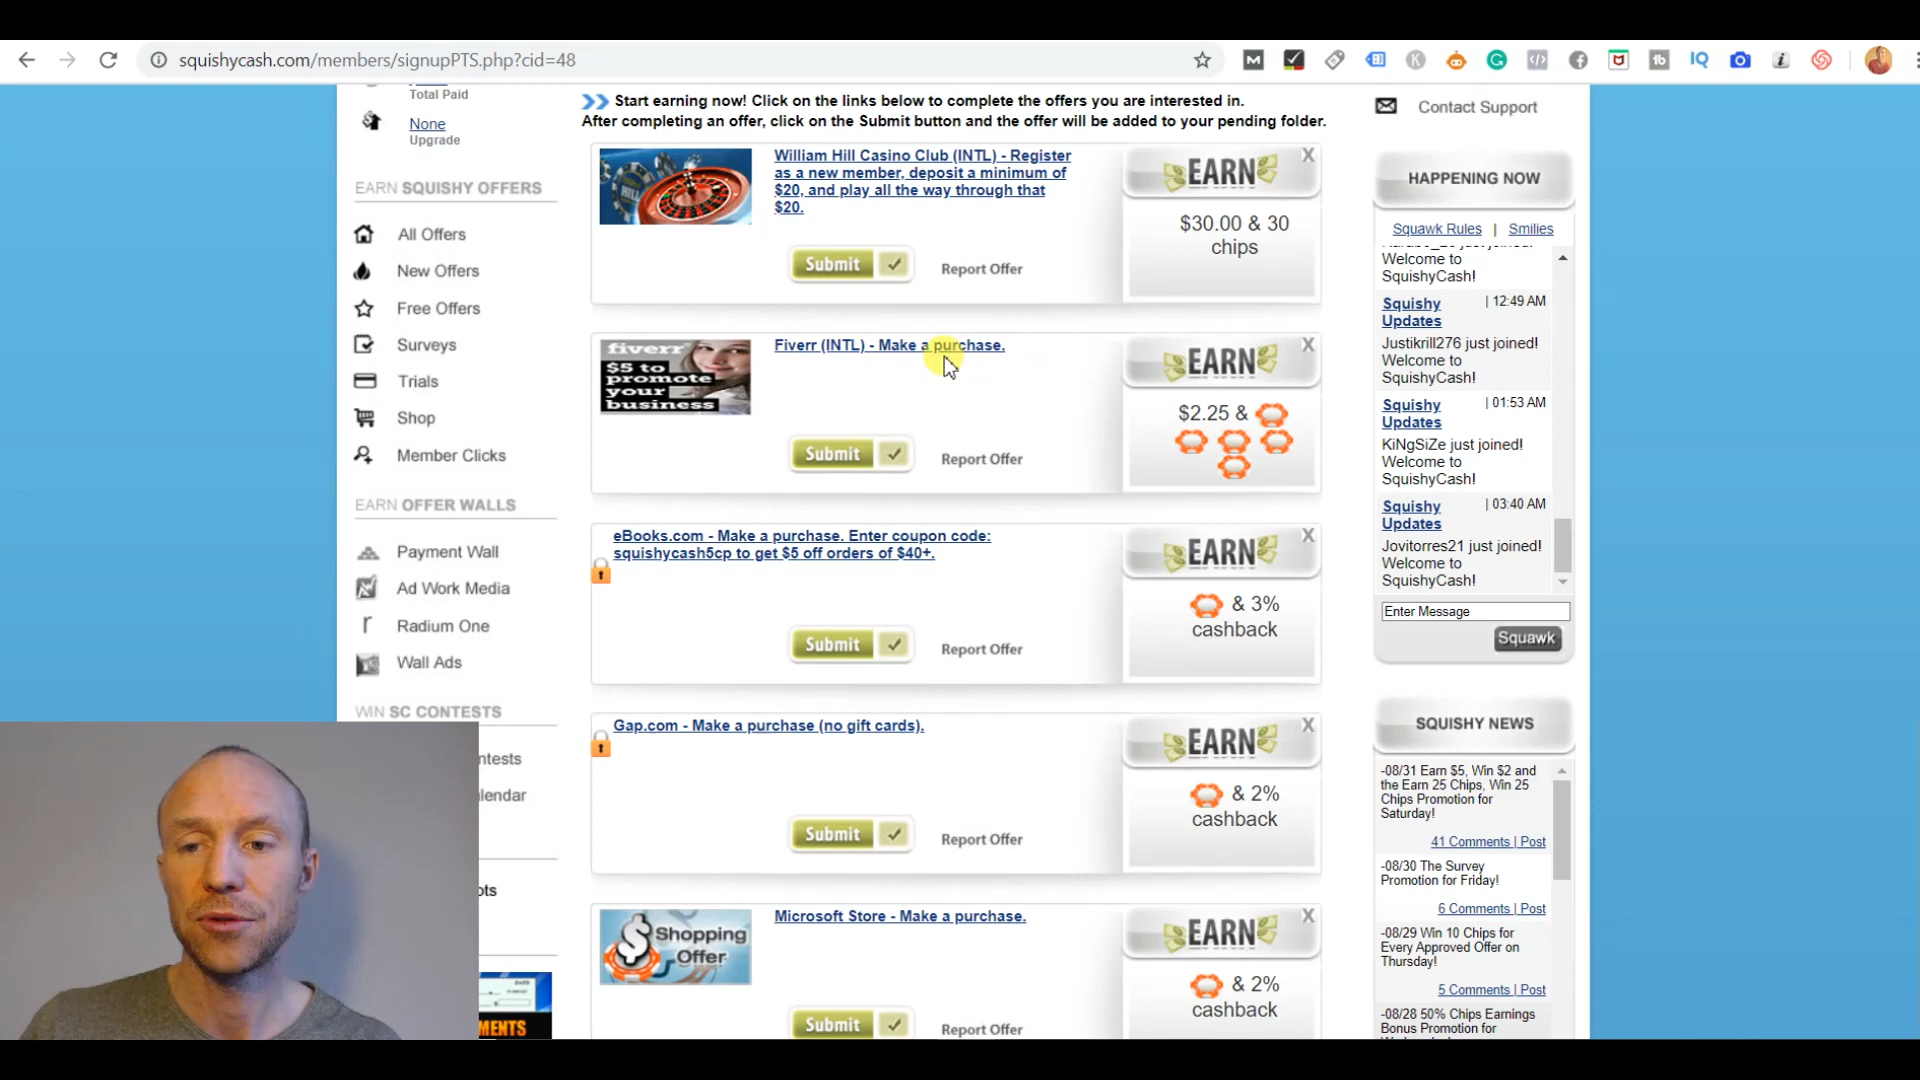 squishycash.com/members/signupPTS.php?cid=48
Total Paid
None
Upgrade
EARN SQUISHY OFFERS
All Offers
New Offers
Free Offers
Surveys
Trials
Shop
Member Clicks
EARN OFFER WALLS
Payment Wall
Ad Work Media
Radium One
Wall Ads
WIN SC CONTESTS
ntests
lendar
ots
MENTS
Start earning now! Click on the links below to complete the offers you are interested in.
After completing an offer, click on the Submit button and the offer will be added to your pending folder.
William Hill Casino Club (INTL) - Register
as a new member, deposit a minimum of
$20, and play all the way through that
$20.
Submit
Report Offer
EARN
X
$30.00 & 30
chips
fiverr
$5 to
promote
your
business
Fiverr (INTL) - Make a purchase.
Submit
Report Offer
EARN
X
$2.25 &
eBooks.com - Make a purchase. Enter coupon code:
squishycash5cp to get $5 off orders of $40+.
Submit
Report Offer
EARN
X
& 3%
cashback
Gap.com - Make a purchase (no gift cards).
Submit
Report Offer
EARN
X
& 2%
cashback
Shopping
Offer
Microsoft Store - Make a purchase.
Submit
Report Offer
EARN
X
& 2%
cashback
Contact Support
HAPPENING NOW
Squawk Rules | Smilies
Welcome to
SquishyCash!
Squishy | 12:49 AM
Updates
Justikrill276 just joined!
Welcome to
SquishyCash!
Squishy | 01:53 AM
Updates
KiNgSiZe just joined!
Welcome to
SquishyCash!
Squishy | 03:40 AM
Updates
Jovitorres21 just joined!
Welcome to
SquishyCash!
Enter Message
Squawk
SQUISHY NEWS
-08/31 Earn $5, Win $2 and
the Earn 25 Chips, Win 25
Chips Promotion for
Saturday!
41 Comments | Post
-08/30 The Survey
Promotion for Friday!
6 Comments | Post
-08/29 Win 10 Chips for
Every Approved Offer on
Thursday!
5 Comments | Post
-08/28 50% Chips Earnings
Bonus Promotion for